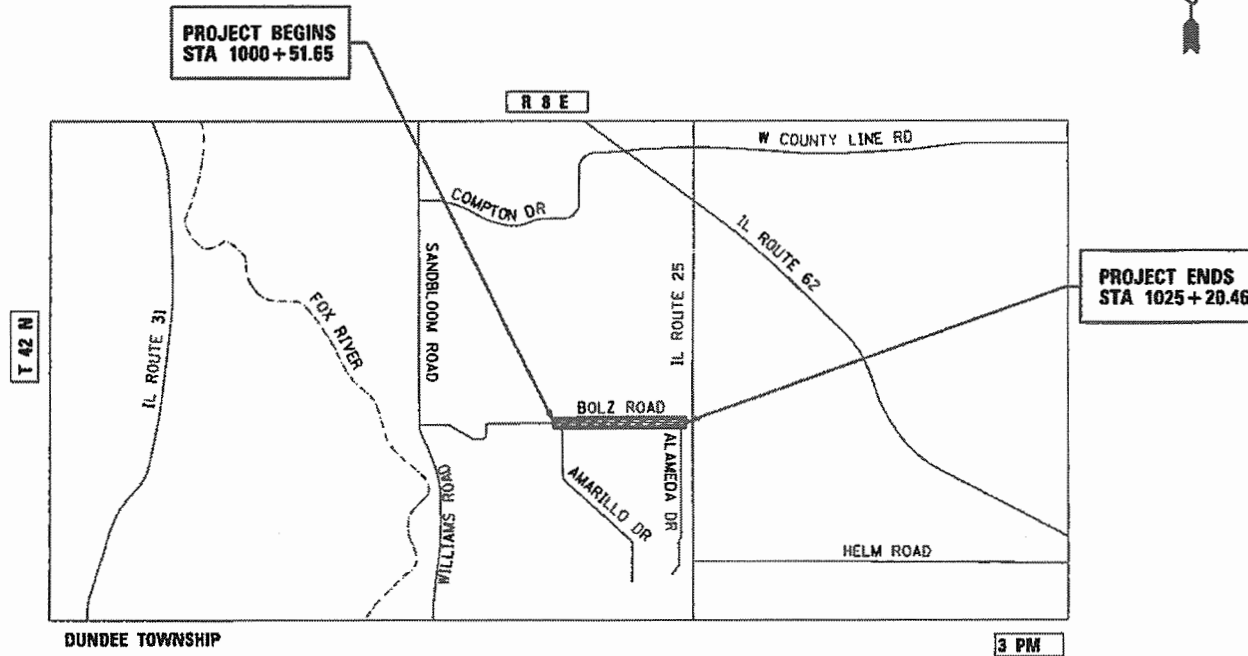 PROJECT BEGINS
STA 1000+51.65
R 8 E
W COUNTY LINE RD
COMPTON DR
SANDBLOOM ROAD
IL ROUTE 25
IL ROUTE 62
PROJECT ENDS
STA 1025+20.46
T 42 N
IL ROUTE 31
FOX RIVER
BOLZ ROAD
ALAMEDA DR
AMARILLO DR
WILLIAMS ROAD
HELM ROAD
DUNDEE TOWNSHIP
3 PM